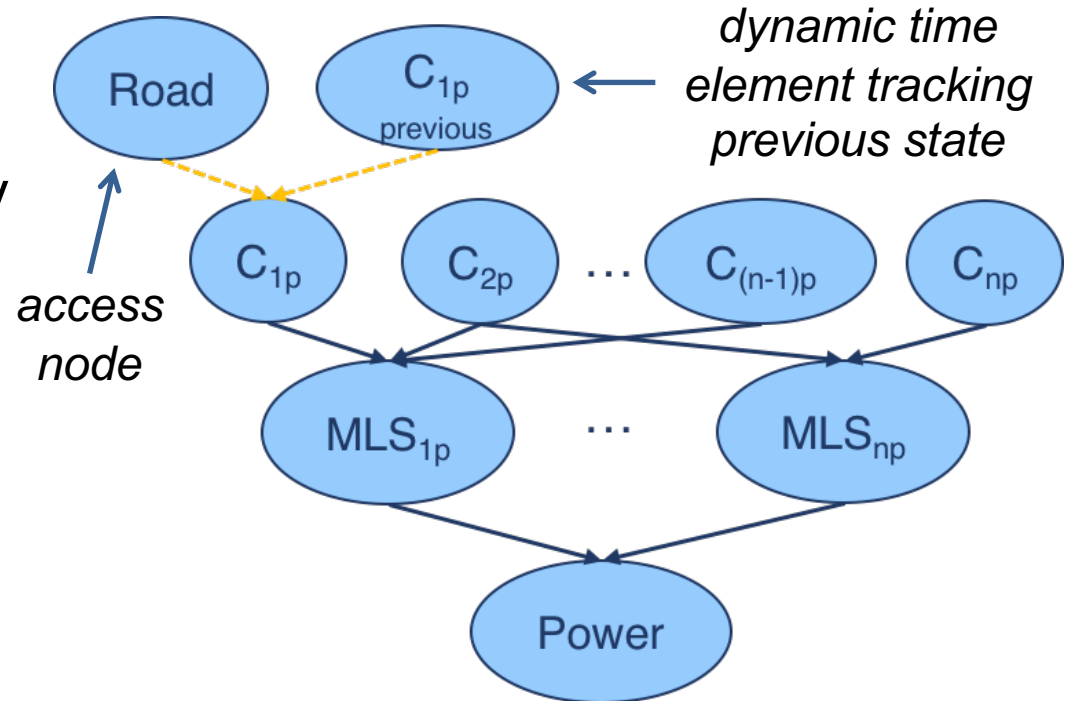 dynamic time
element tracking
previous state
Road
C1p
previous
access
node
C1p
C2p
...
C(n-1)p
Cnp
MLS1p
...
MLSnp
Power